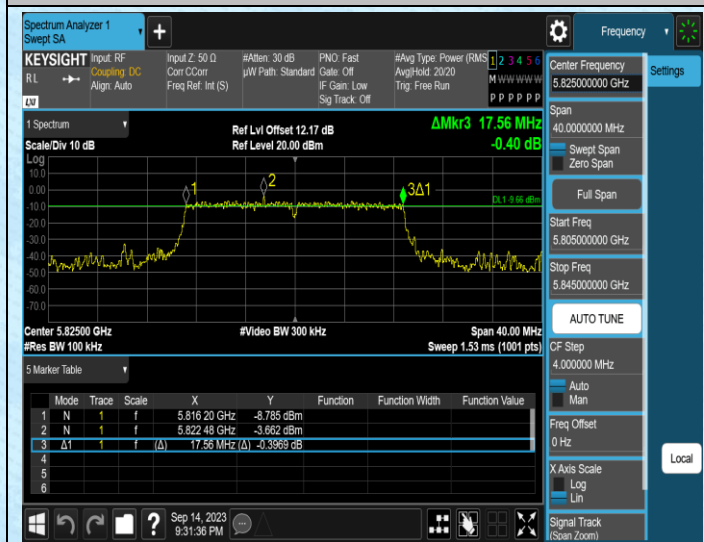 Spectrum Analyzer 1
Swept SA
+
Frequency
KEYSIGHT
RL
LXI
Input: RF
Coupling: DC
Align: Auto
Input Z: 50 Ω
Corr CCorr
Freq Ref: Int (S)
#Atten: 30 dB
µW Path: Standard
PNO: Fast
Gate: Off
IF Gain: Low
Sig Track: Off
#Avg Type: Power (RMS
Avg|Hold: 20/20
Trig: Free Run
1 2 3 4 5 6
M W W W W W
P P P P P P
1 Spectrum
Scale/Div 10 dB
Ref Lvl Offset 12.17 dB
Ref Level 20.00 dBm
ΔMkr3 17.56 MHz
-0.40 dB
Log
10.0
0.00
-10.0
-20.0
-30.0
-40.0
-50.0
-60.0
-70.0
1
2
3Δ1
DL1 -9.66 dBm
Center 5.82500 GHz
#Res BW 100 kHz
#Video BW 300 kHz
Span 40.00 MHz
Sweep 1.53 ms (1001 pts)
5 Marker Table
Mode Trace Scale X Y Function Function Width Function Value
1 N 1 f 5.816 20 GHz -8.785 dBm
2 N 1 f 5.822 48 GHz -3.662 dBm
3 Δ1 1 f (Δ) 17.56 MHz (Δ) -0.3969 dB
4
5
6
?
Sep 14, 2023
9:31:36 PM
Center Frequency
5.825000000 GHz
Span
40.0000000 MHz
Swept Span
Zero Span
Full Span
Start Freq
5.805000000 GHz
Stop Freq
5.845000000 GHz
AUTO TUNE
CF Step
4.000000 MHz
Auto
Man
Freq Offset
0 Hz
X Axis Scale
Log
Lin
Signal Track
(Span Zoom)
Settings
Local